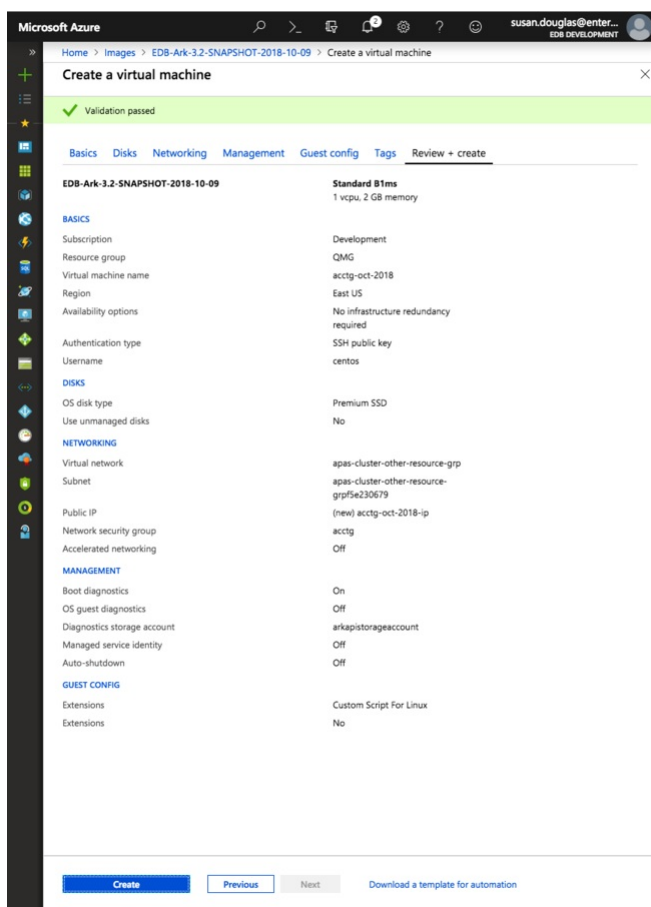 Microsoft Azure
2
susan.douglas@enter...
EDB DEVELOPMENT
Home > Images > EDB-Ark-3.2-SNAPSHOT-2018-10-09 > Create a virtual machine
Create a virtual machine
Validation passed
Basics Disks Networking Management Guest config Tags Review + create
EDB-Ark-3.2-SNAPSHOT-2018-10-09 Standard B1ms
1 vcpu, 2 GB memory
BASICS
Subscription Development
Resource group QMG
Virtual machine name acctg-oct-2018
Region East US
Availability options No infrastructure redundancy
required
Authentication type SSH public key
Username centos
DISKS
OS disk type Premium SSD
Use unmanaged disks No
NETWORKING
Virtual network apas-cluster-other-resource-grp
Subnet apas-cluster-other-resource-
grpf5e230679
Public IP (new) acctg-oct-2018-ip
Network security group acctg
Accelerated networking Off
MANAGEMENT
Boot diagnostics On
OS guest diagnostics Off
Diagnostics storage account arkapistorageaccount
Managed service identity Off
Auto-shutdown Off
GUEST CONFIG
Extensions Custom Script For Linux
Extensions No
Create Previous Next Download a template for automation